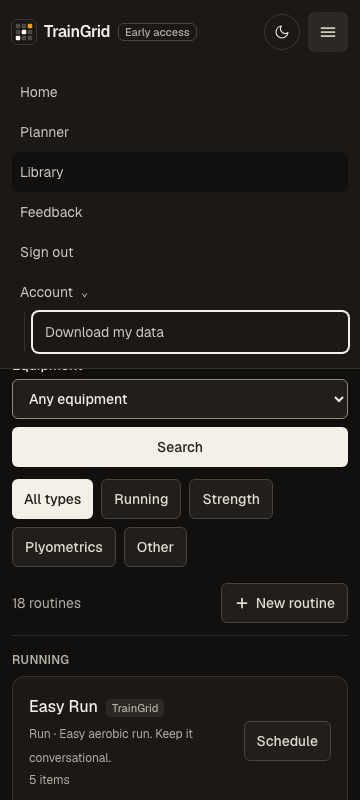 TrainGrid Early access
Home
Planner
Library
Feedback
Sign out
Account
Download my data
Equipment
Any equipment
Search
All types Running Strength
Plyometrics Other
18 routines + New routine
RUNNING
Easy Run TrainGrid
Run · Easy aerobic run. Keep it
conversational.
5 items
Schedule